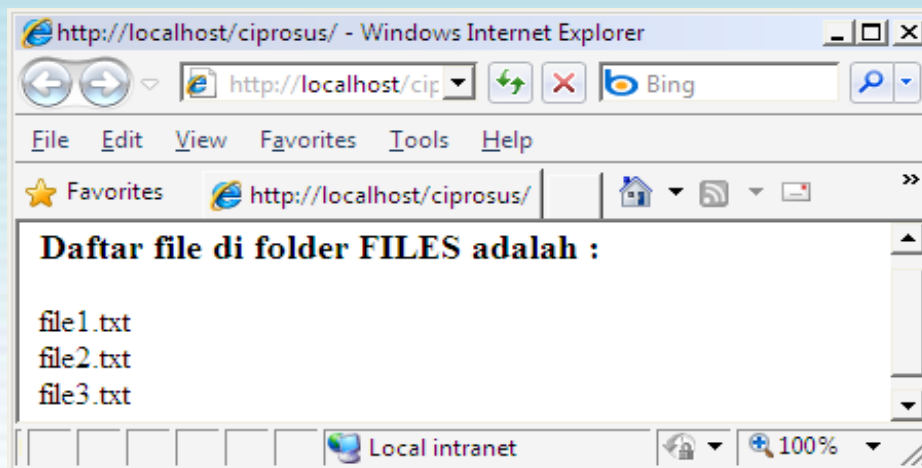 http://localhost/ciprosus/ - Windows Internet Explorer
http://localhost/cip
Bing
File Edit View Favorites Tools Help
Favorites http://localhost/ciprosus/
Daftar file di folder FILES adalah :
file1.txt
file2.txt
file3.txt
Local intranet 100%